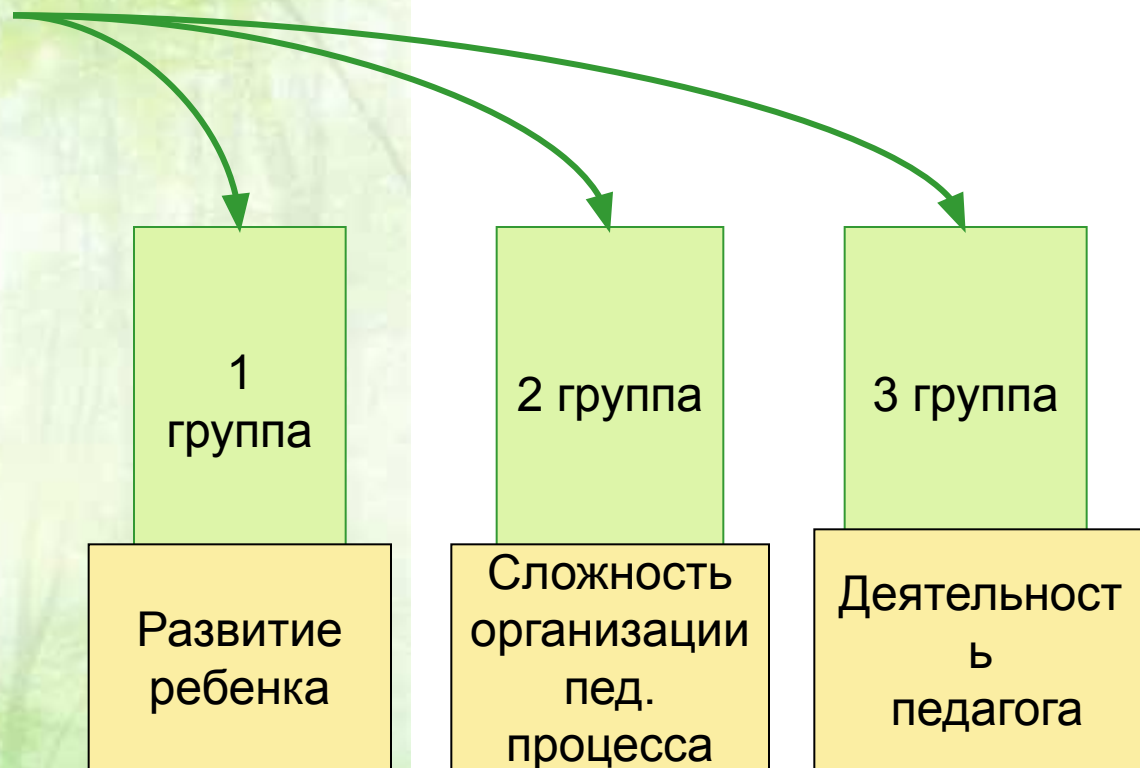 1
группа
2 группа
3 группа
Развитие
ребенка
Сложность
организации
пед.
процесса
Деятельност
ь
педагога